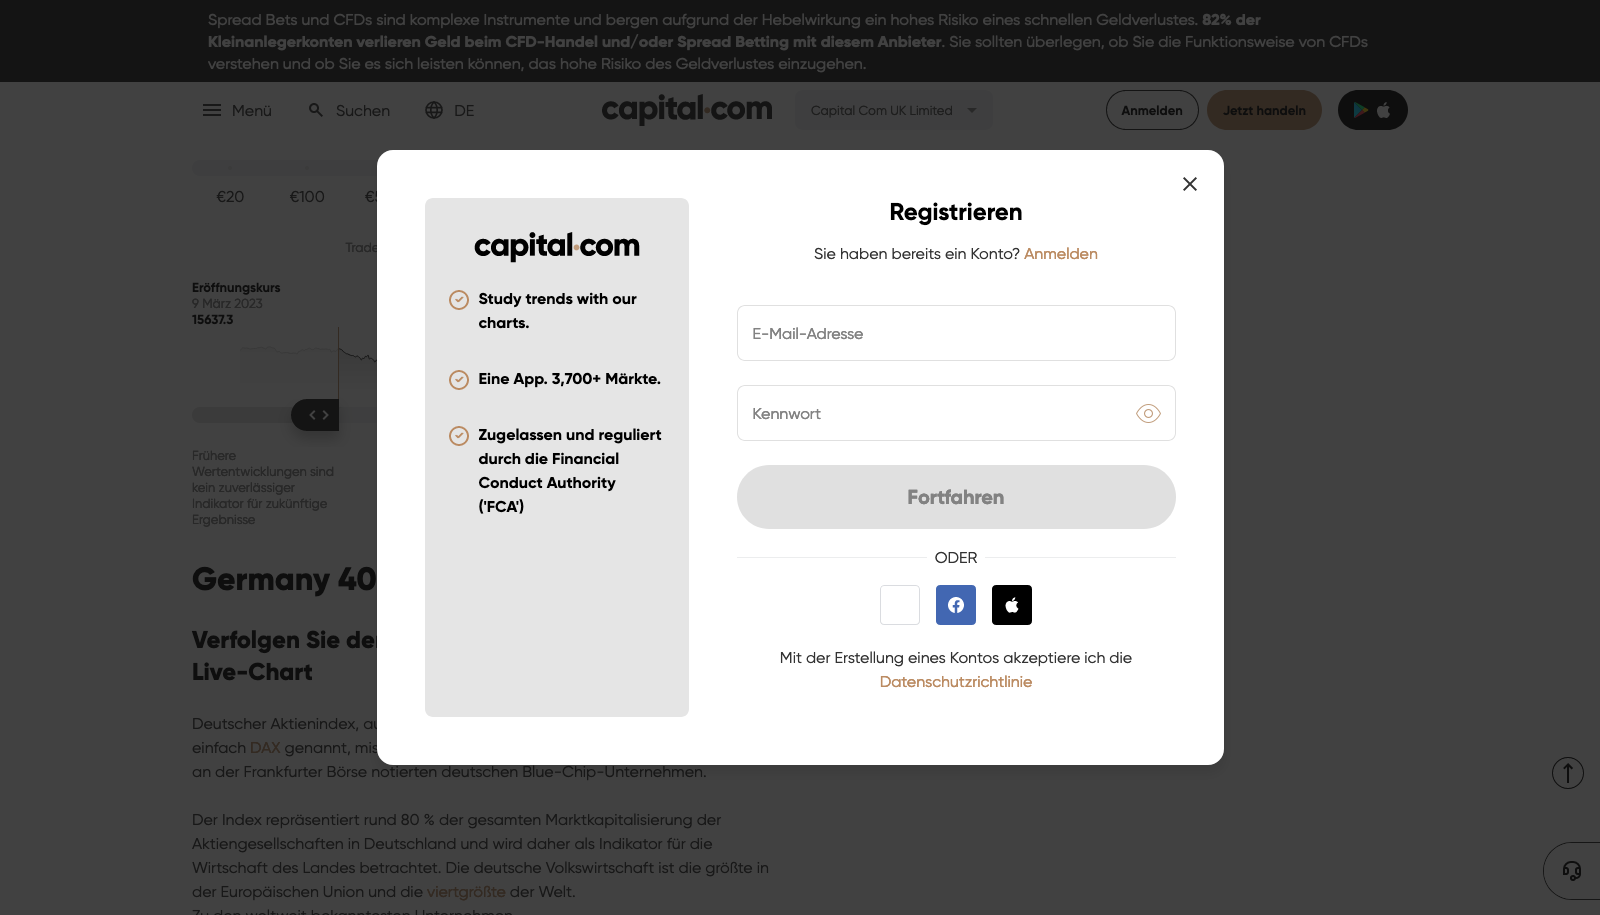 Spread Bets und CFDs sind komplexe Instrumente und bergen aufgrund der Hebelwirkung ein hohes Risiko eines schnellen Geldverlustes. 82% der
Kleinanlegerkonten verlieren Geld beim CFD-Handel und/oder Spread Betting mit diesem Anbieter. Sie sollten überlegen, ob Sie die Funktionsweise von CFDs
verstehen und ob Sie es sich leisten können, das hohe Risiko des Geldverlustes einzugehen.
Menü Suchen DE capital.com Capital Com UK Limited Anmelden Jetzt handeln
€20 €100
Trade
Eröffnungskurs
9 März 2023
15637.3
Frühere
Wertentwicklungen sind
kein zuverlässiger
Indikator für zukünftige
Ergebnisse
Germany 40
Verfolgen Sie
Live-Chart
Deutscher Aktienindex,
einfach DAX genannt,
an der Frankfurter Börse notierten deutschen Blue-Chip-Unternehmen.
Der Index repräsentiert rund 80 % der gesamten Marktkapitalisierung der
Aktiengesellschaften in Deutschland und wird daher als Indikator für die
Wirtschaft des Landes betrachtet. Die deutsche Volkswirtschaft ist die größte in
der Europäischen Union und die viertgrößte der Welt.
Zu den weltweit bekanntesten Unternehmen
capital.com
Study trends with our
charts.
Eine App. 3,700+ Märkte.
Zugelassen und reguliert
durch die Financial
Conduct Authority
('FCA')
Registrieren
Sie haben bereits ein Konto? Anmelden
E-Mail-Adresse
Kennwort
Fortfahren
ODER
Mit der Erstellung eines Kontos akzeptiere ich die
Datenschutzrichtlinie